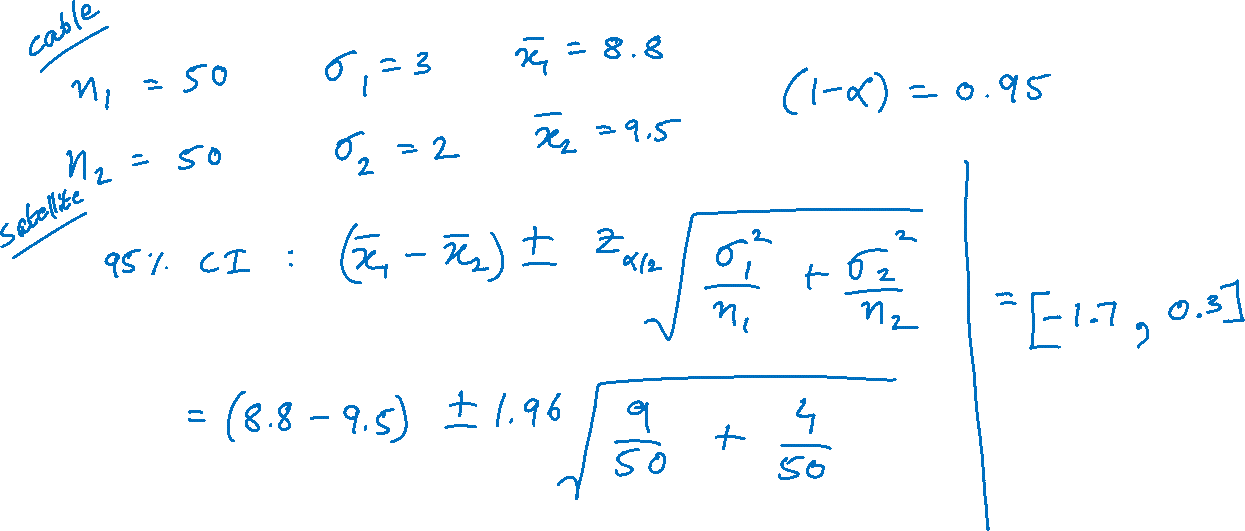 cable
n₁ = 50 σ₁ = 3 x̄₁ = 8.8
(1-α) = 0.95
n₂ = 50 σ₂ = 2 x̄₂ = 9.5
Satellite
95% CI : (x̄₁ - x̄₂) ± z_{α/2} √(σ₁²/n₁ + σ₂²/n₂)
= [-1.7, 0.3]
= (8.8 - 9.5) ± 1.96 √(9/50 + 4/50)